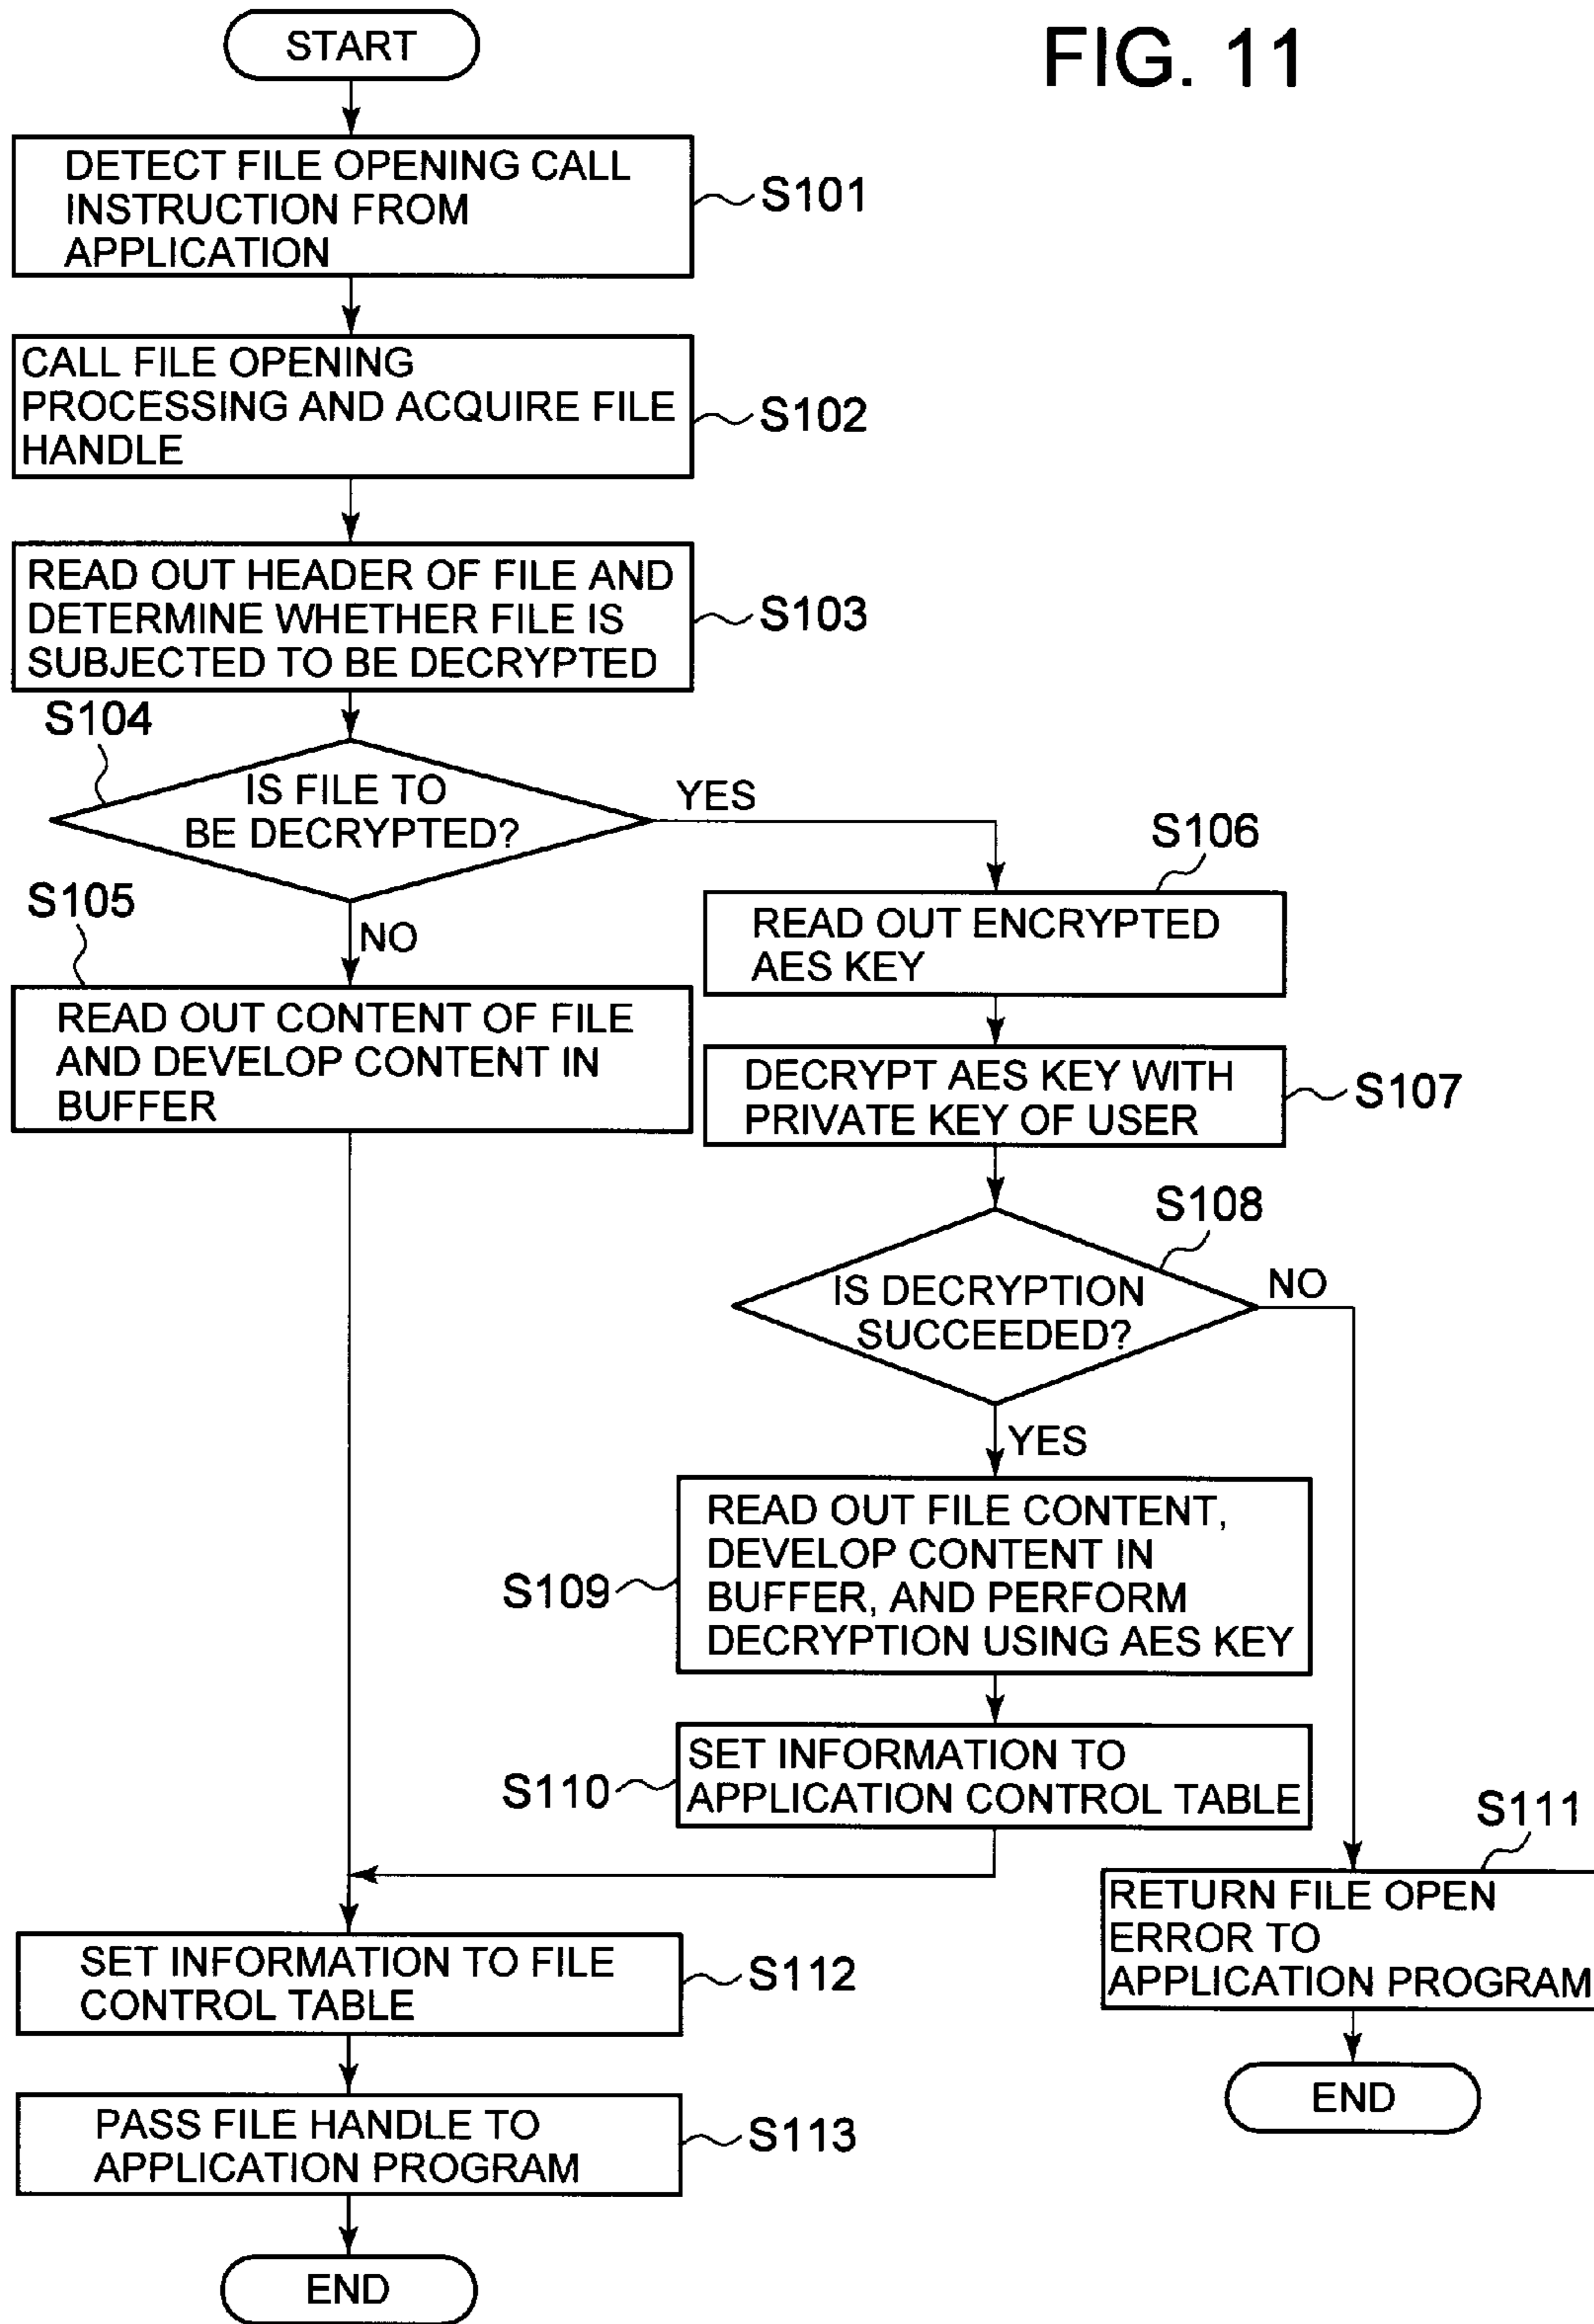 FIG. 11
START
DETECT FILE OPENING CALL
INSTRUCTION FROM
APPLICATION
S101
CALL FILE OPENING
PROCESSING AND ACQUIRE FILE
HANDLE
S102
READ OUT HEADER OF FILE AND
DETERMINE WHETHER FILE IS
SUBJECTED TO BE DECRYPTED
S103
S104
IS FILE TO
BE DECRYPTED?
YES
NO
S105
READ OUT CONTENT OF FILE
AND DEVELOP CONTENT IN
BUFFER
S106
READ OUT ENCRYPTED
AES KEY
DECRYPT AES KEY WITH
PRIVATE KEY OF USER
S107
S108
IS DECRYPTION
SUCCEEDED?
NO
YES
READ OUT FILE CONTENT,
DEVELOP CONTENT IN
BUFFER, AND PERFORM
DECRYPTION USING AES KEY
S109
SET INFORMATION TO
APPLICATION CONTROL TABLE
S110
S111
RETURN FILE OPEN
ERROR TO
APPLICATION PROGRAM
END
SET INFORMATION TO FILE
CONTROL TABLE
S112
PASS FILE HANDLE TO
APPLICATION PROGRAM
S113
END